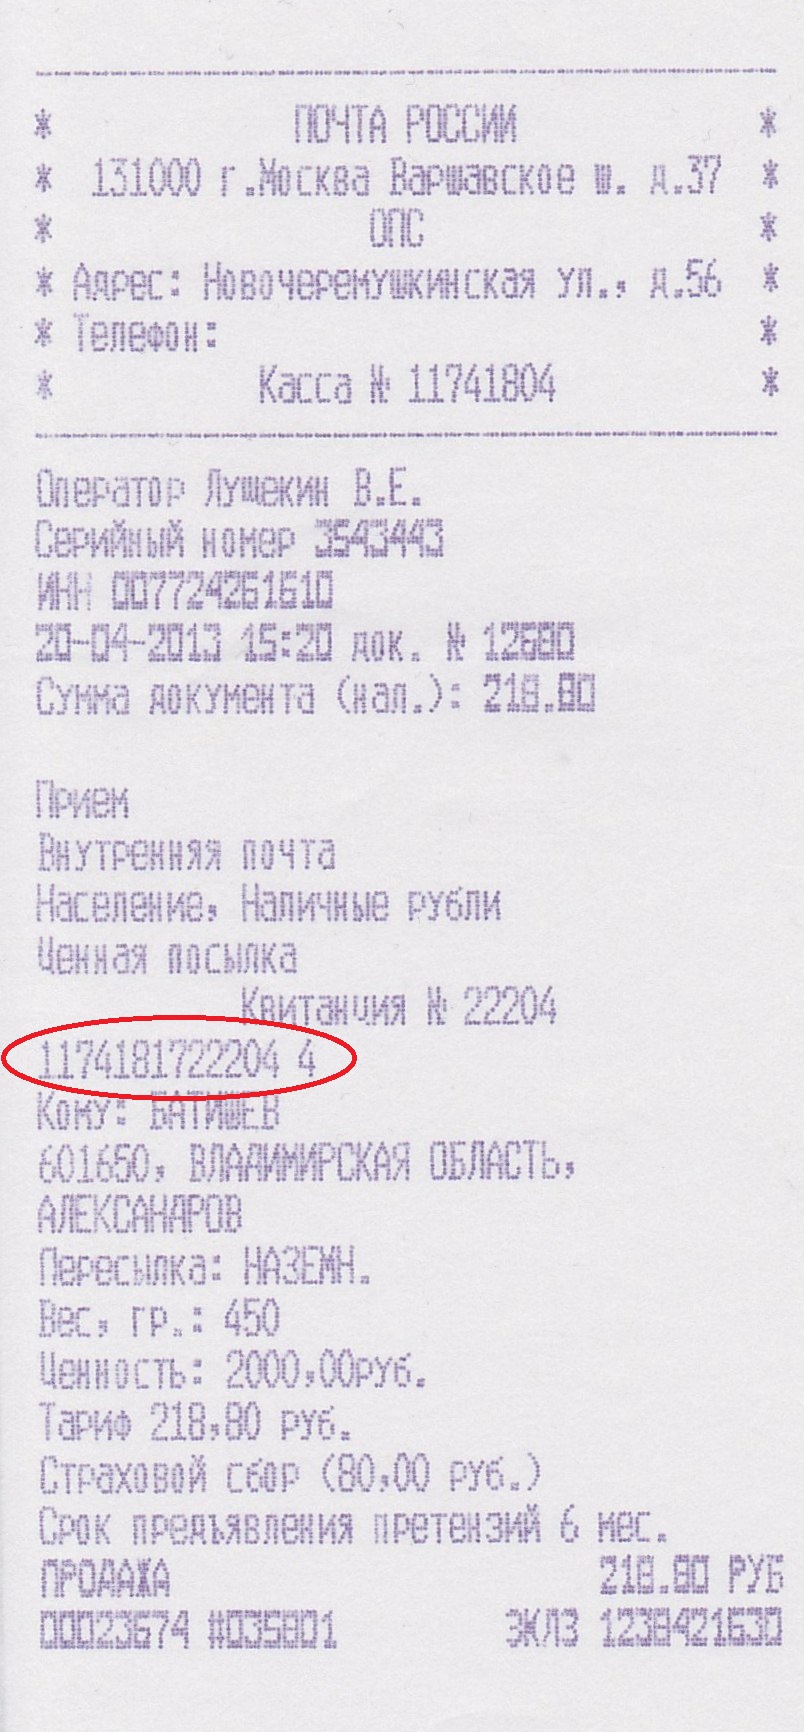 * ПОЧТА РОССИИ *
* 131000 г.Москва Варшавское ш. д.37 *
* ОПС *
* Адрес: Новочеремушкинская ул., д.56 *
* Телефон: *
* Касса № 11741804 *
Оператор Лушекин В.Е.
Серийный номер 3543443
ИНН 007724261610
20-04-2013 15:20 док. № 12680
Сумма документа (нал.): 218.80
Прием
Внутренняя почта
Население, Наличные рубли
Ценная посылка
Квитанция № 22204
1174181722204 4
Кому: БАТИШЕВ
601650, ВЛАДИМИРСКАЯ ОБЛАСТЬ,
АЛЕКСАНДРОВ
Пересылка: НАЗЕМН.
Вес, гр.: 450
Ценность: 2000,00руб.
Тариф 218,80 руб.
Страховой сбор (80,00 руб.)
Срок предъявления претензий 6 мес.
ПРОДАЖА 218.80 РУБ
00023674 #035801 ЭКЛЗ 1238421630